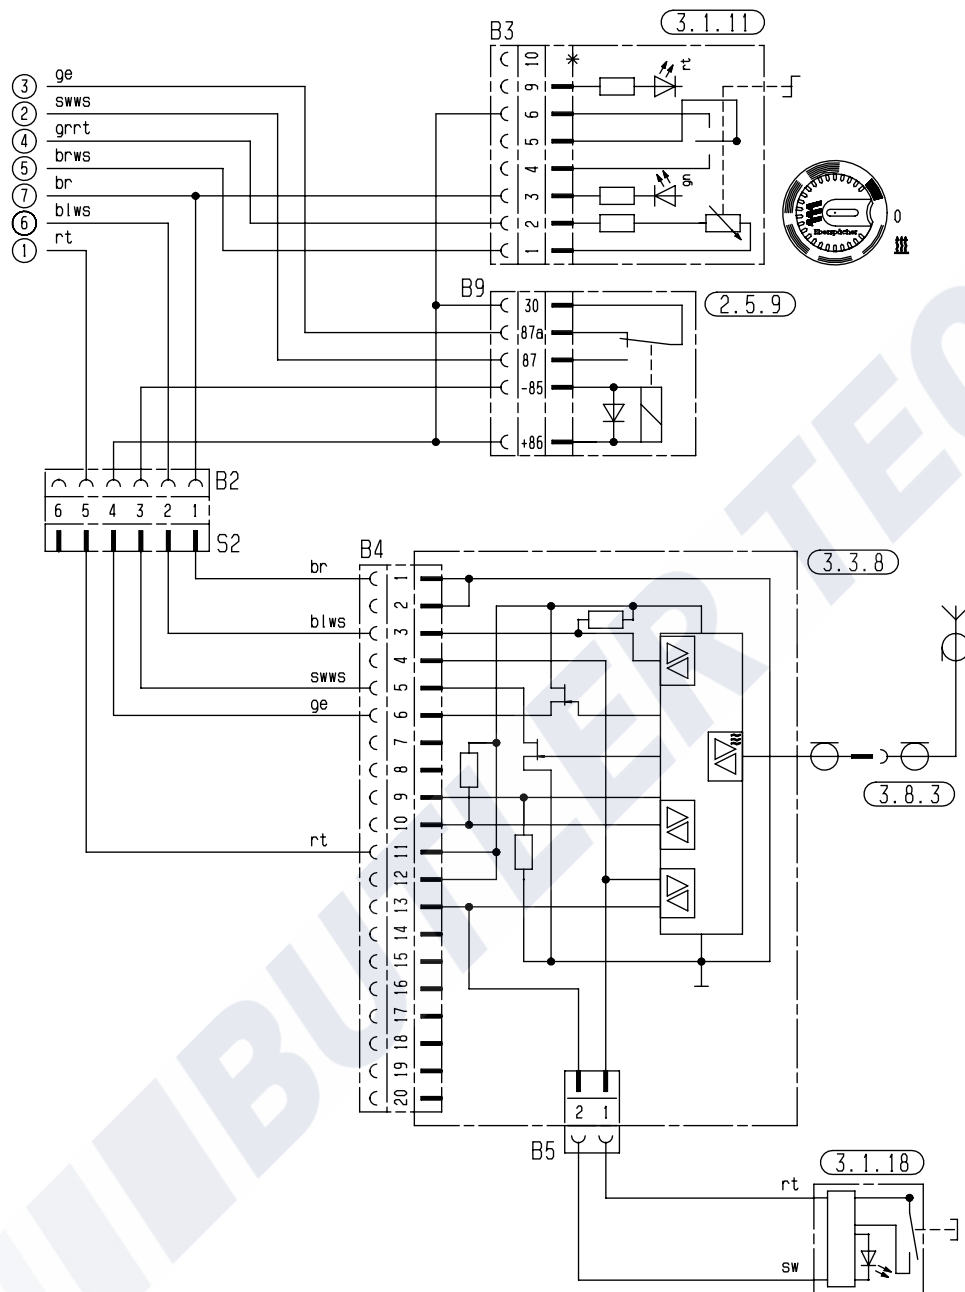 3.1.11
B3
10
9
6
5
4
3
2
1
*
rt
gn
3 ge
2 swws
4 grrt
5 brws
7 br
6 blws
1 rt
0
Eberspächer
B9
2.5.9
30
87a
87
-85
+86
B2
6 5 4 3 2 1
S2
B4
3.3.8
br
blws
swws
ge
rt
1
2
3
4
5
6
7
8
9
10
11
12
13
14
15
16
17
18
19
20
3.8.3
2 1
B5
3.1.18
rt
sw
BUTLER TEC